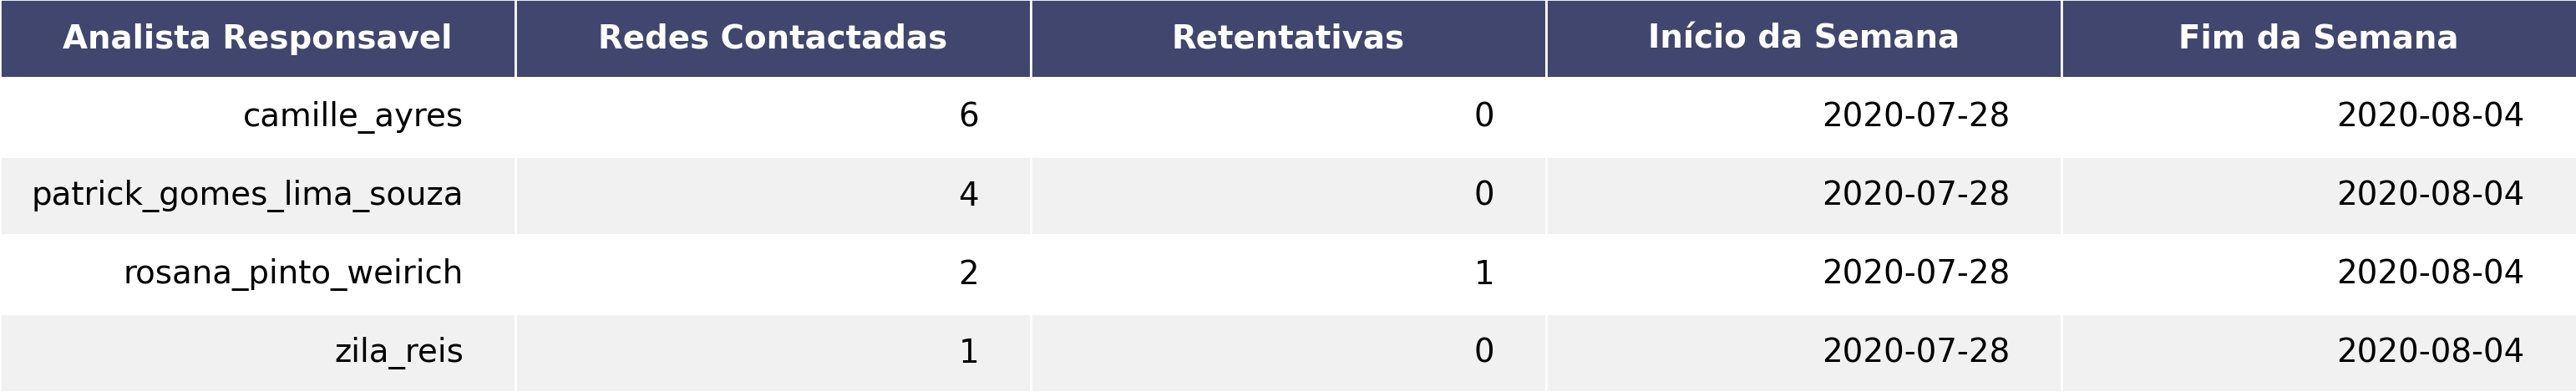 Analista Responsavel Redes Contactadas Retentativas Início da Semana Fim da Semana
camille_ayres 6 0 2020-07-28 2020-08-04
patrick_gomes_lima_souza 4 0 2020-07-28 2020-08-04
rosana_pinto_weirich 2 1 2020-07-28 2020-08-04
zila_reis 1 0 2020-07-28 2020-08-04